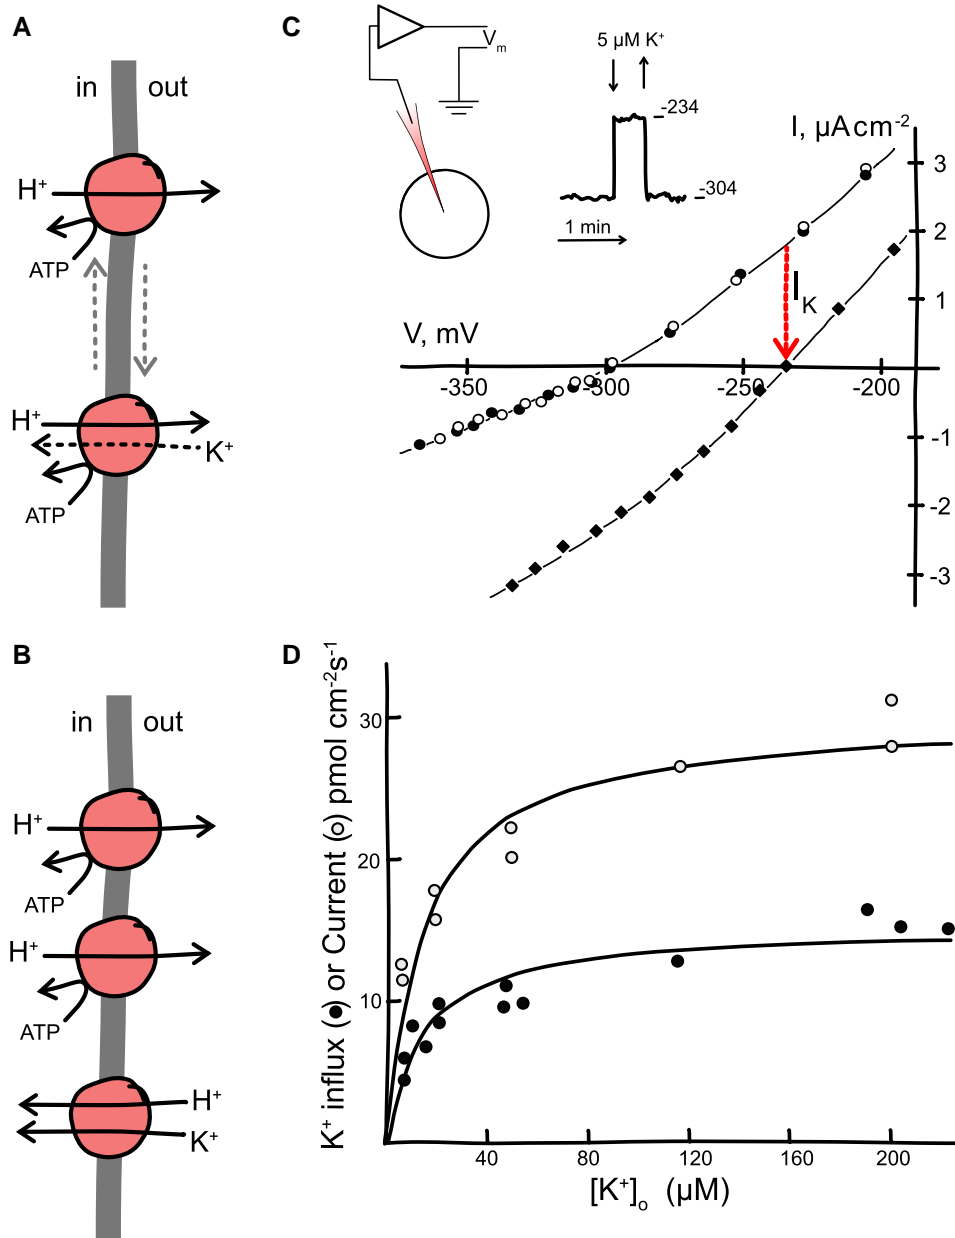 A
in out
H⁺
ATP
H⁺
K⁺
ATP
B
in out
H⁺
ATP
H⁺
ATP
H⁺
K⁺
C
Vₘ
5 µM K⁺
-234
-304
1 min
I, µA cm⁻²
3
2
1
-1
-2
-3
V, mV
-350
-300
-250
-200
I_K
D
K⁺ influx (●) or Current (o) pmol cm⁻²s⁻¹
30
20
10
40
80
120
160
200
[K⁺]ₒ (µM)